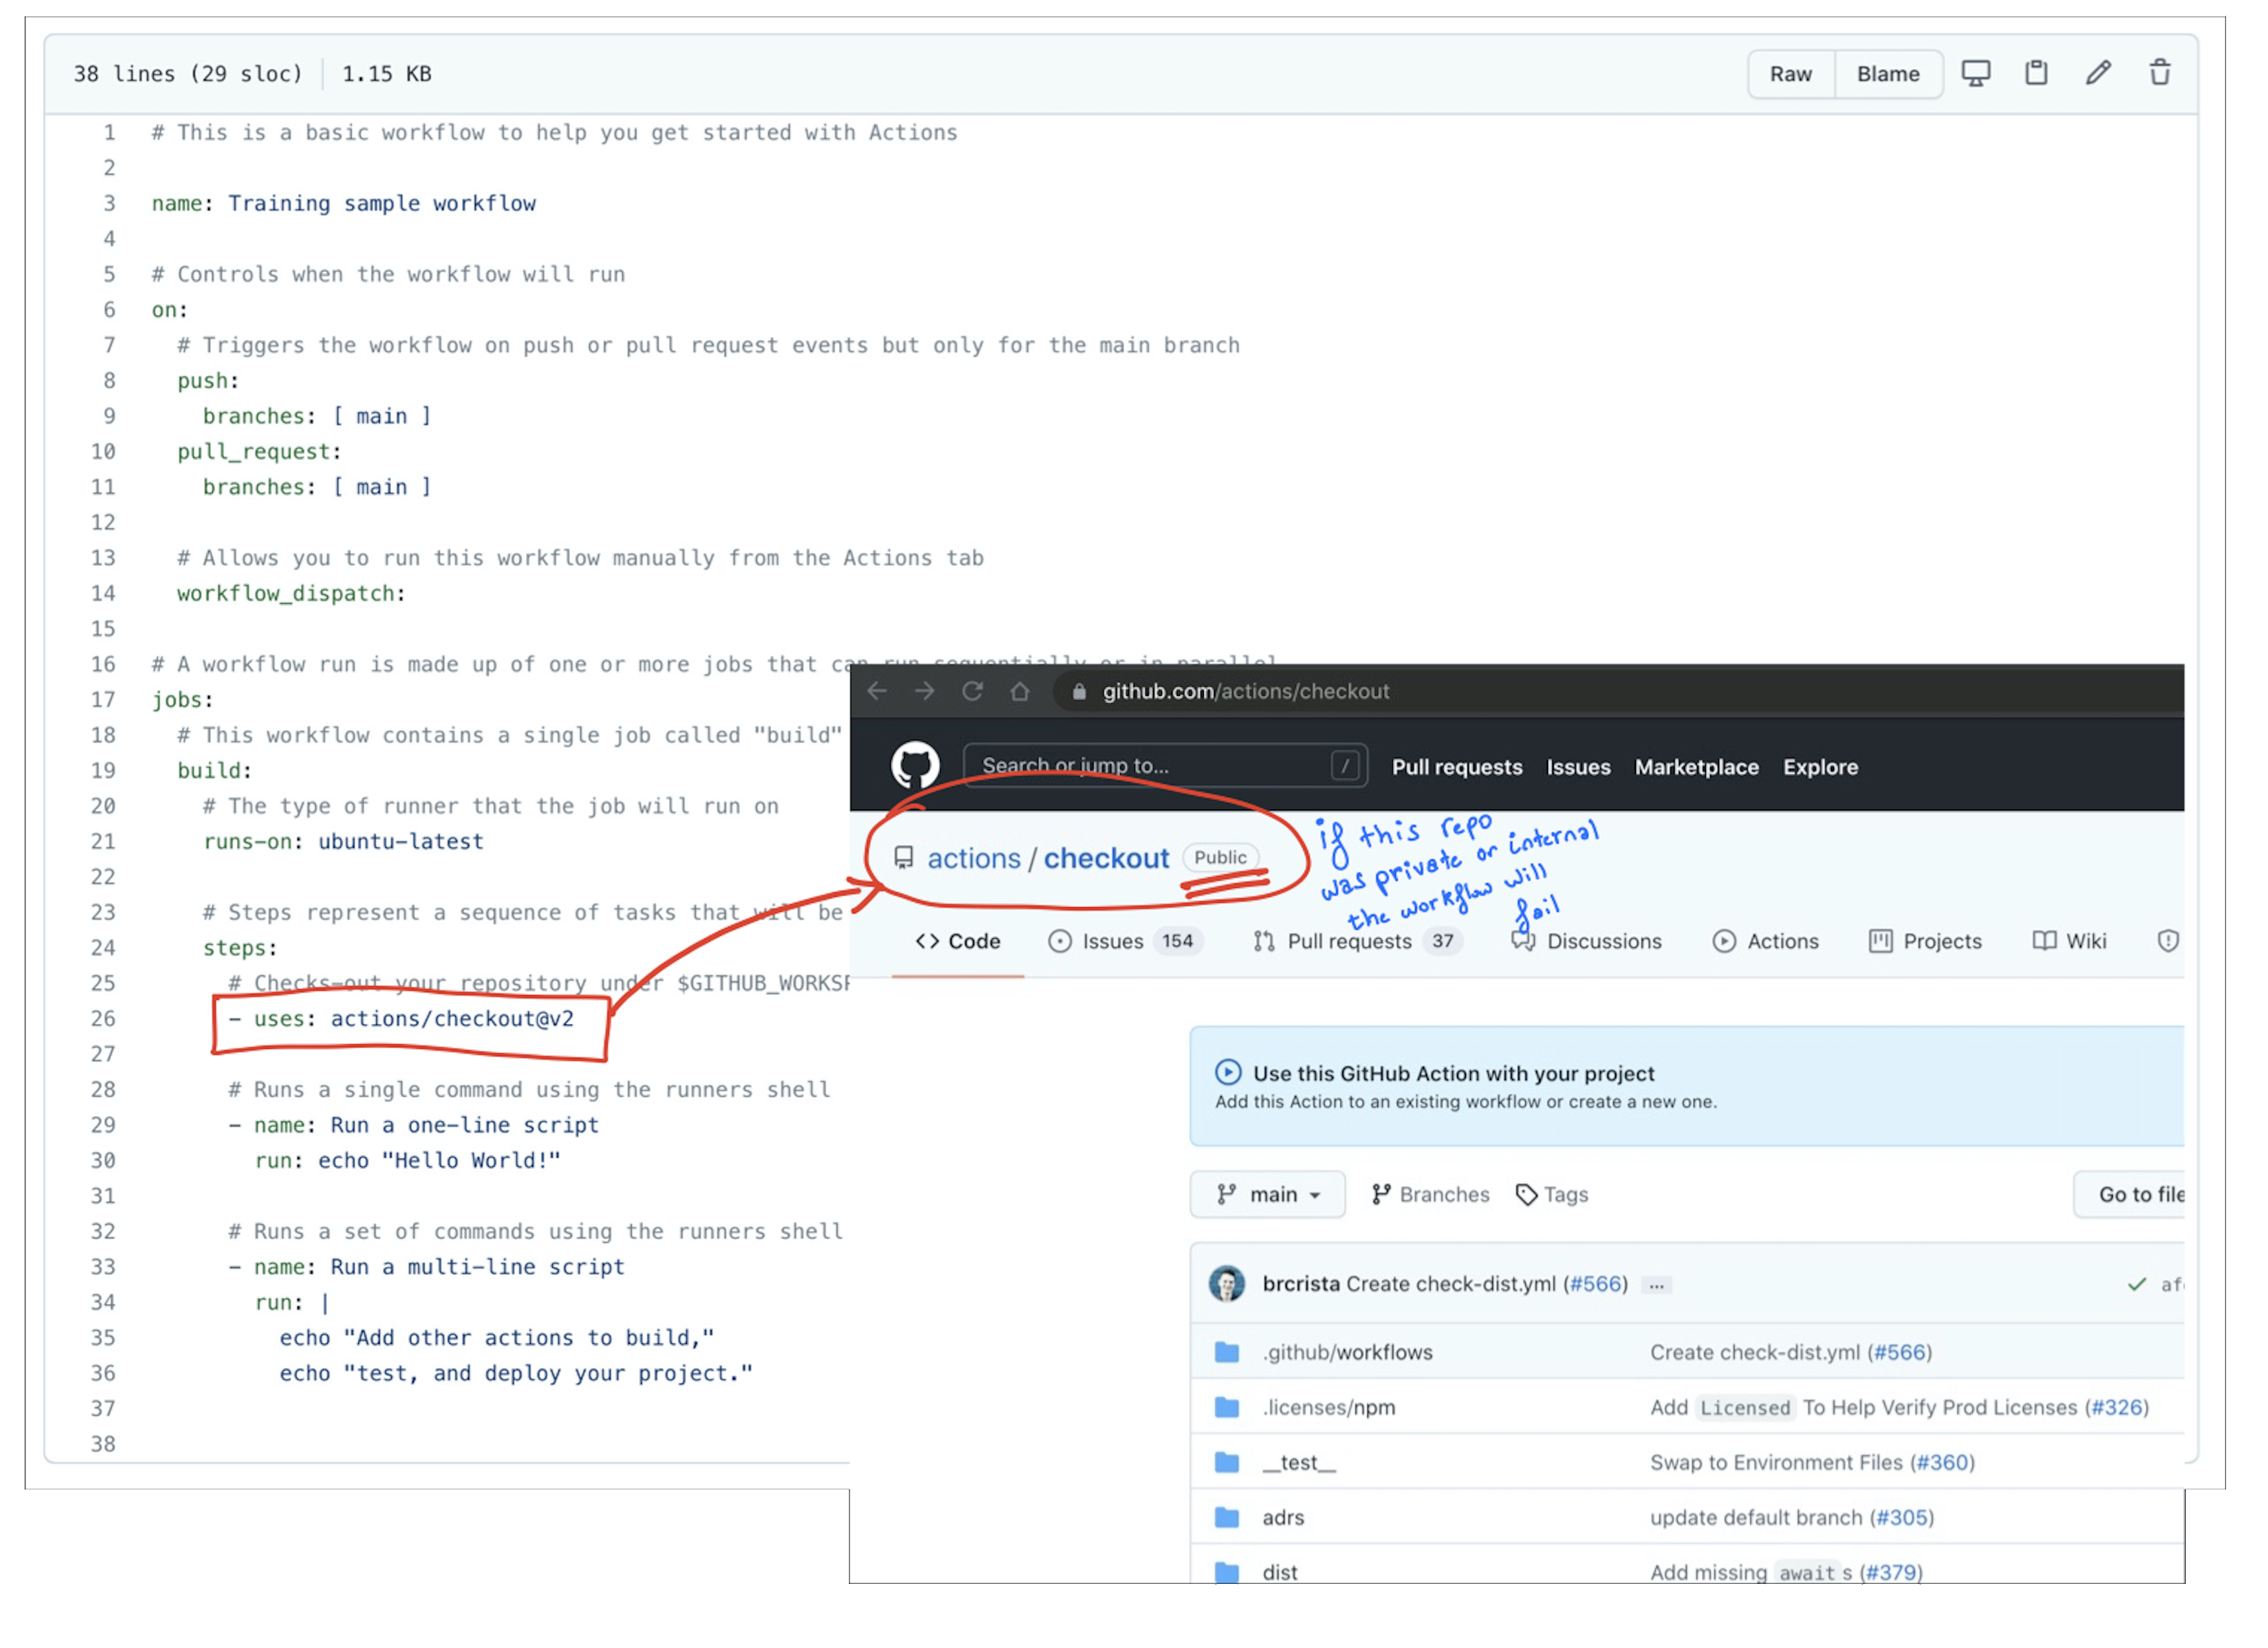 38 lines (29 sloc) 1.15 KB Raw Blame
1 # This is a basic workflow to help you get started with Actions
2
3 name: Training sample workflow
4
5 # Controls when the workflow will run
6 on:
7 # Triggers the workflow on push or pull request events but only for the main branch
8 push:
9 branches: [ main ]
10 pull_request:
11 branches: [ main ]
12
13 # Allows you to run this workflow manually from the Actions tab
14 workflow_dispatch:
15
16 # A workflow run is made up of one or more jobs that can run sequentially or in parallel
17 jobs:
18 # This workflow contains a single job called "build"
19 build:
20 # The type of runner that the job will run on
21 runs-on: ubuntu-latest
22
23 # Steps represent a sequence of tasks that will be
24 steps:
25 # Checks-out your repository under $GITHUB_WORKSP
26 - uses: actions/checkout@v2
27
28 # Runs a single command using the runners shell
29 - name: Run a one-line script
30 run: echo "Hello World!"
31
32 # Runs a set of commands using the runners shell
33 - name: Run a multi-line script
34 run: |
35 echo "Add other actions to build,"
36 echo "test, and deploy your project."
37
38
github.com/actions/checkout
Search or jump to... / Pull requests Issues Marketplace Explore
actions / checkout Public
if this repo
was private or internal
the workflow will
fail
Code Issues 154 Pull requests 37 Discussions Actions Projects Wiki
Use this GitHub Action with your project
Add this Action to an existing workflow or create a new one.
main Branches Tags Go to file
brcrista Create check-dist.yml (#566) ...
.github/workflows Create check-dist.yml (#566)
.licenses/npm Add Licensed To Help Verify Prod Licenses (#326)
__test__ Swap to Environment Files (#360)
adrs update default branch (#305)
dist Add missing await s (#379)